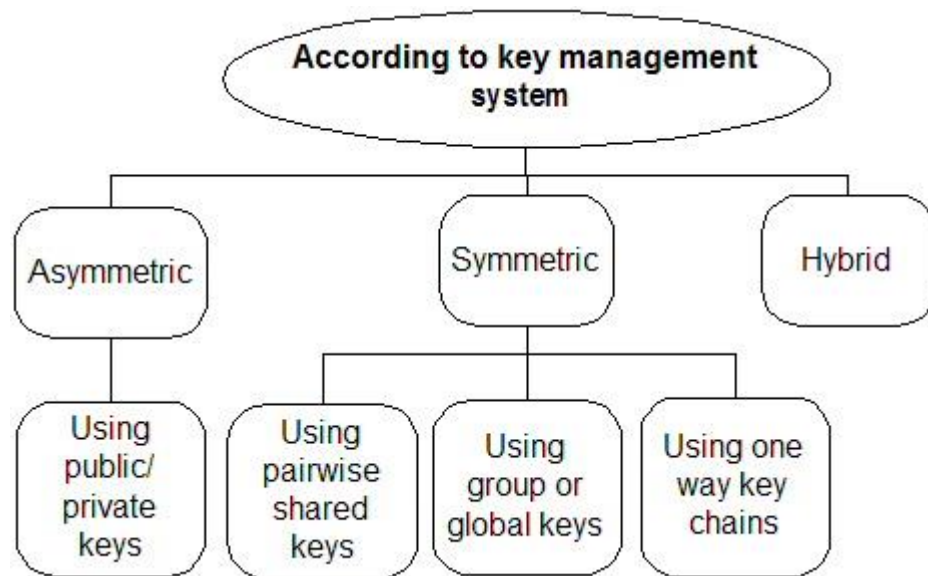 According to key management
system
Asymmetric
Symmetric
Hybrid
Using
public/
private
keys
Using
pairwise
shared
keys
Using
group or
global keys
Using one
way key
chains